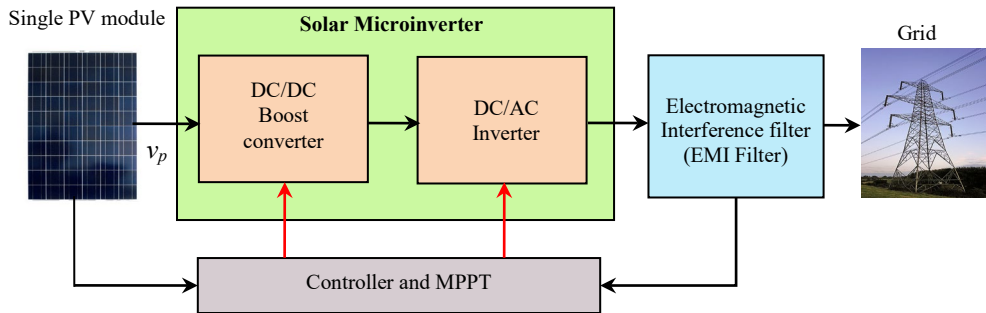 Single PV module
Solar Microinverter
Grid
DC/DC
Boost
converter
DC/AC
Inverter
Electromagnetic
Interference filter
(EMI Filter)
v_p
Controller and MPPT